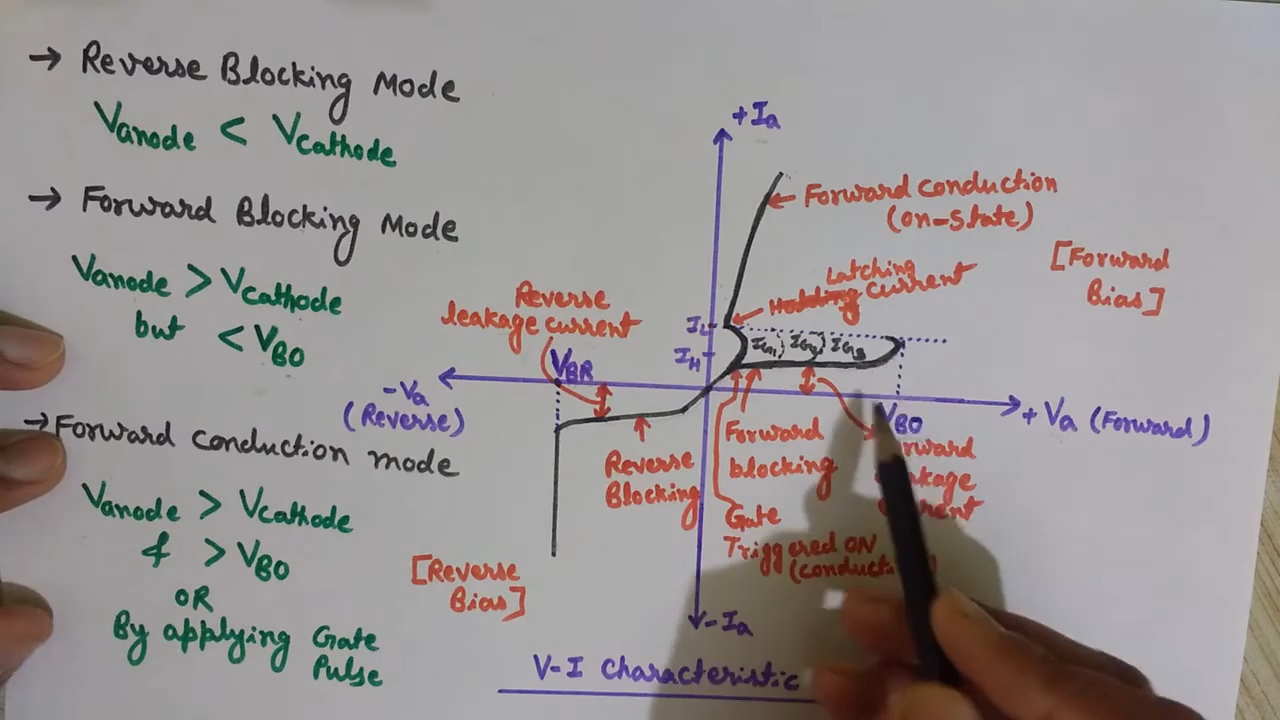 → Reverse Blocking Mode
Vanode < Vcathode
→ Forward Blocking Mode
Vanode > Vcathode
but < VBO
→ Forward conduction mode
Vanode > Vcathode
& > VBO
OR
By applying Gate
Pulse
+Ia
Forward conduction
(on-state)
[Forward
Bias]
Latching
Holding current
IL
IH
IG1 IG2 IG3
Reverse
leakage current
VBR
-Va
(Reverse)
VBO
+ Va (Forward)
Reverse
Blocking
Forward
blocking
Gate
Triggered ON
[Reverse
Bias]
-Ia
V-I Characteristic